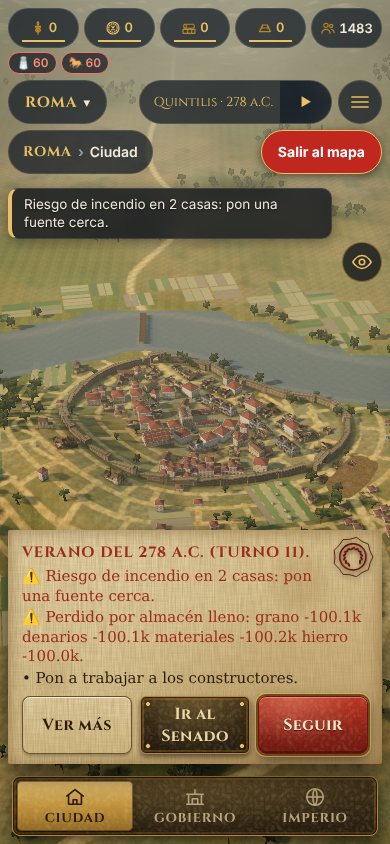 0 0 0 0 1483
60 60
ROMA ▾ QUINTILIS · 278 A.C.
ROMA › Ciudad Salir al mapa
Riesgo de incendio en 2 casas: pon una
fuente cerca.
VERANO DEL 278 A.C. (TURNO 11).
⚠️ Riesgo de incendio en 2 casas: pon
una fuente cerca.
⚠️ Perdido por almacén lleno: grano -100.1k
denarios -100.1k materiales -100.2k hierro
-100.0k.
• Pon a trabajar a los constructores.
VER MÁS
IR AL
SENADO
SEGUIR
CIUDAD GOBIERNO IMPERIO